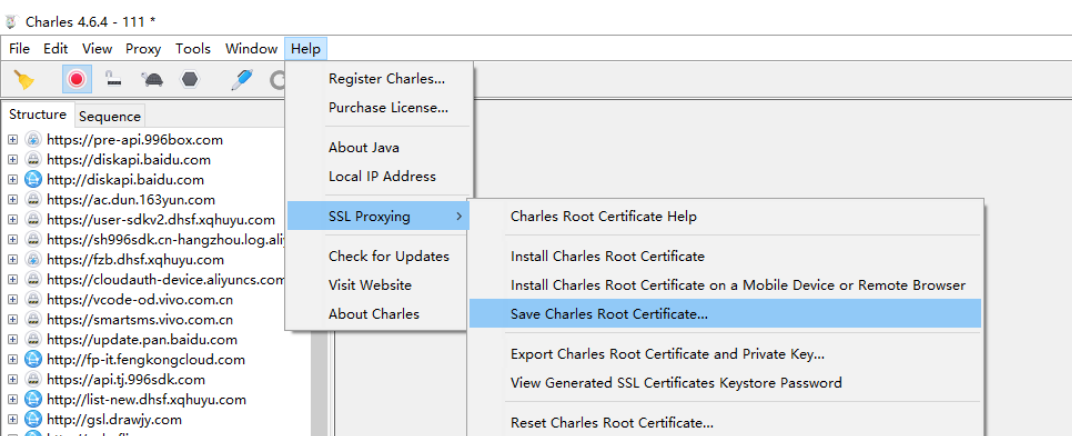 Charles 4.6.4 - 111 *
File Edit View Proxy Tools Window Help
Register Charles...
Purchase License...
About Java
Local IP Address
SSL Proxying
Check for Updates
Visit Website
About Charles
Charles Root Certificate Help
Install Charles Root Certificate
Install Charles Root Certificate on a Mobile Device or Remote Browser
Save Charles Root Certificate...
Export Charles Root Certificate and Private Key...
View Generated SSL Certificates Keystore Password
Reset Charles Root Certificate...
Structure Sequence
https://pre-api.996box.com
https://diskapi.baidu.com
http://diskapi.baidu.com
https://ac.dun.163yun.com
https://user-sdkv2.dhsf.xqhuyu.com
https://sh996sdk.cn-hangzhou.log.ali
https://fzb.dhsf.xqhuyu.com
https://cloudauth-device.aliyuncs.com
https://vcode-od.vivo.com.cn
https://smartsms.vivo.com.cn
https://update.pan.baidu.com
http://fp-it.fengkongcloud.com
https://api.tj.996sdk.com
http://list-new.dhsf.xqhuyu.com
http://gsl.drawjy.com